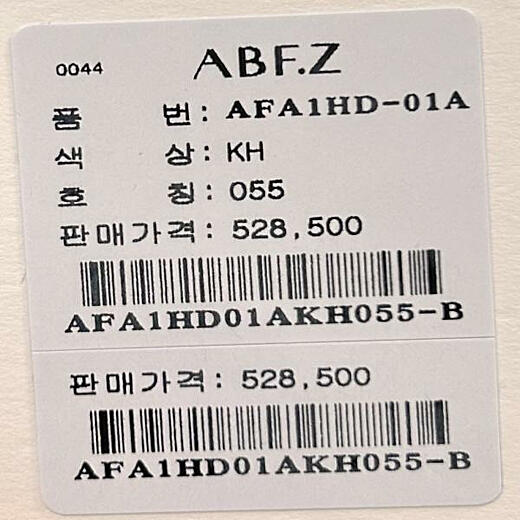 0044 ABF.Z
품 번: AFA1HD-01A
색 상: KH
호 칭: 055
판매가격: 528,500
AFA1HD01AKH055-B
판매가격: 528,500
AFA1HD01AKH055-B